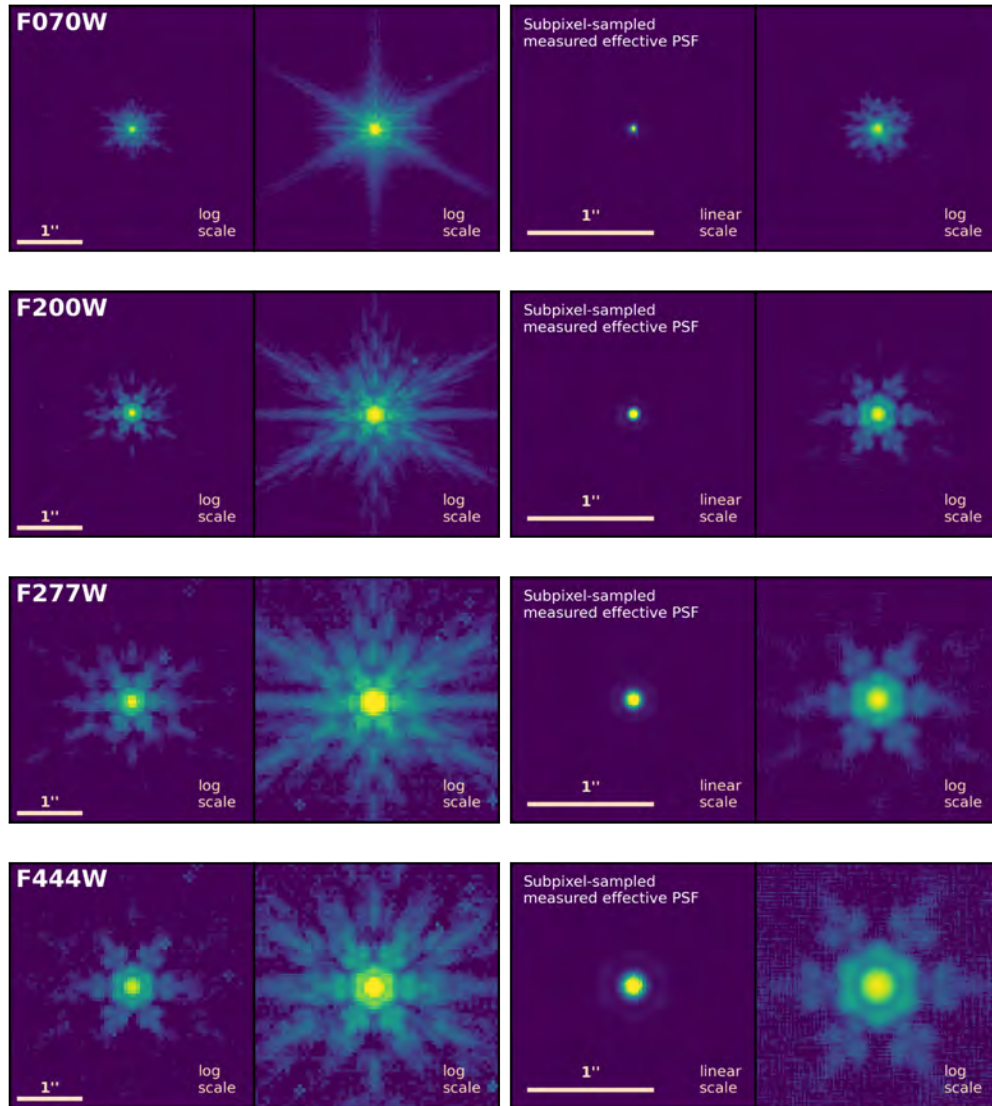 F070W
1''
log
scale
log
scale
Subpixel-sampled
measured effective PSF
1''
linear
scale
log
scale
F200W
1''
log
scale
log
scale
Subpixel-sampled
measured effective PSF
1''
linear
scale
log
scale
F277W
1''
log
scale
log
scale
Subpixel-sampled
measured effective PSF
1''
linear
scale
log
scale
F444W
1''
log
scale
log
scale
Subpixel-sampled
measured effective PSF
1''
linear
scale
log
scale